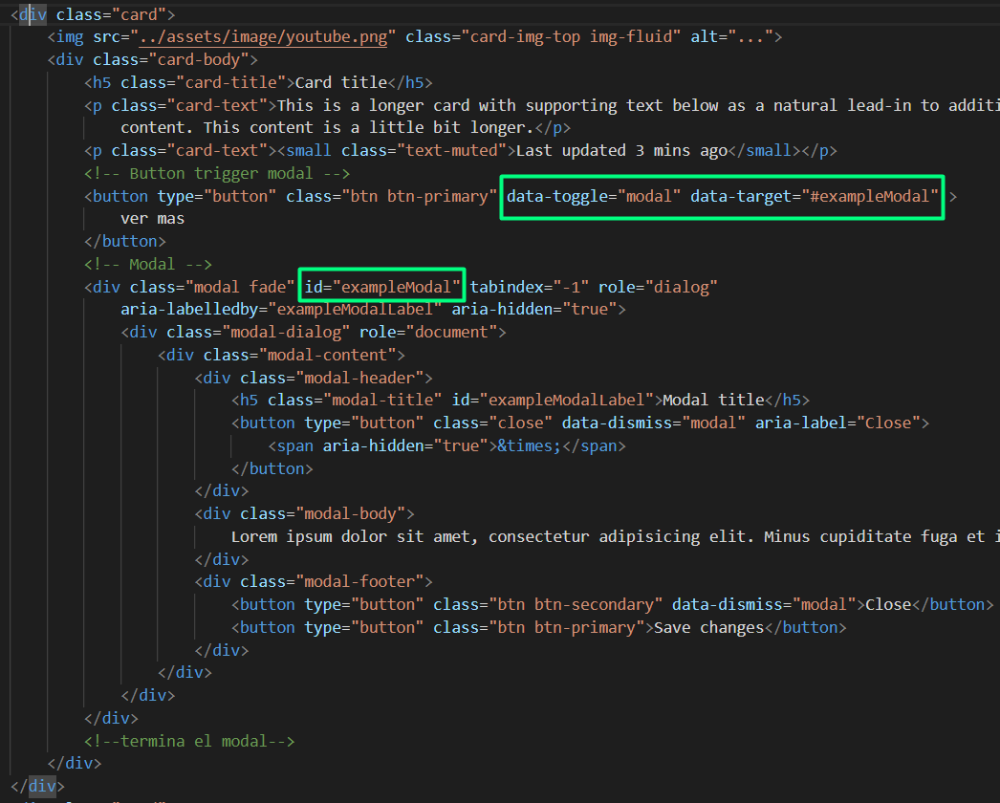 <div class="card">
<img src="../assets/image/youtube.png" class="card-img-top img-fluid" alt="...">
<div class="card-body">
<h5 class="card-title">Card title</h5>
<p class="card-text">This is a longer card with supporting text below as a natural lead-in to
content. This content is a little bit longer.</p>
<p class="card-text"><small class="text-muted">Last updated 3 mins ago</small></p>
<!-- Button trigger modal -->
<button type="button" class="btn btn-primary" data-toggle="modal" data-target="#exampleModal" >
ver mas
</button>
<!-- Modal -->
<div class="modal fade" id="exampleModal" tabindex="-1" role="dialog"
aria-labelledby="exampleModalLabel" aria-hidden="true">
<div class="modal-dialog" role="document">
<div class="modal-content">
<div class="modal-header">
<h5 class="modal-title" id="exampleModalLabel">Modal title</h5>
<button type="button" class="close" data-dismiss="modal" aria-label="Close">
<span aria-hidden="true">&times;</span>
</button>
</div>
<div class="modal-body">
Lorem ipsum dolor sit amet, consectetur adipisicing elit. Minus cupiditate fuga et
</div>
<div class="modal-footer">
<button type="button" class="btn btn-secondary" data-dismiss="modal">Close</button>
<button type="button" class="btn btn-primary">Save changes</button>
</div>
</div>
</div>
</div>
<!--termina el modal-->
</div>
</div>